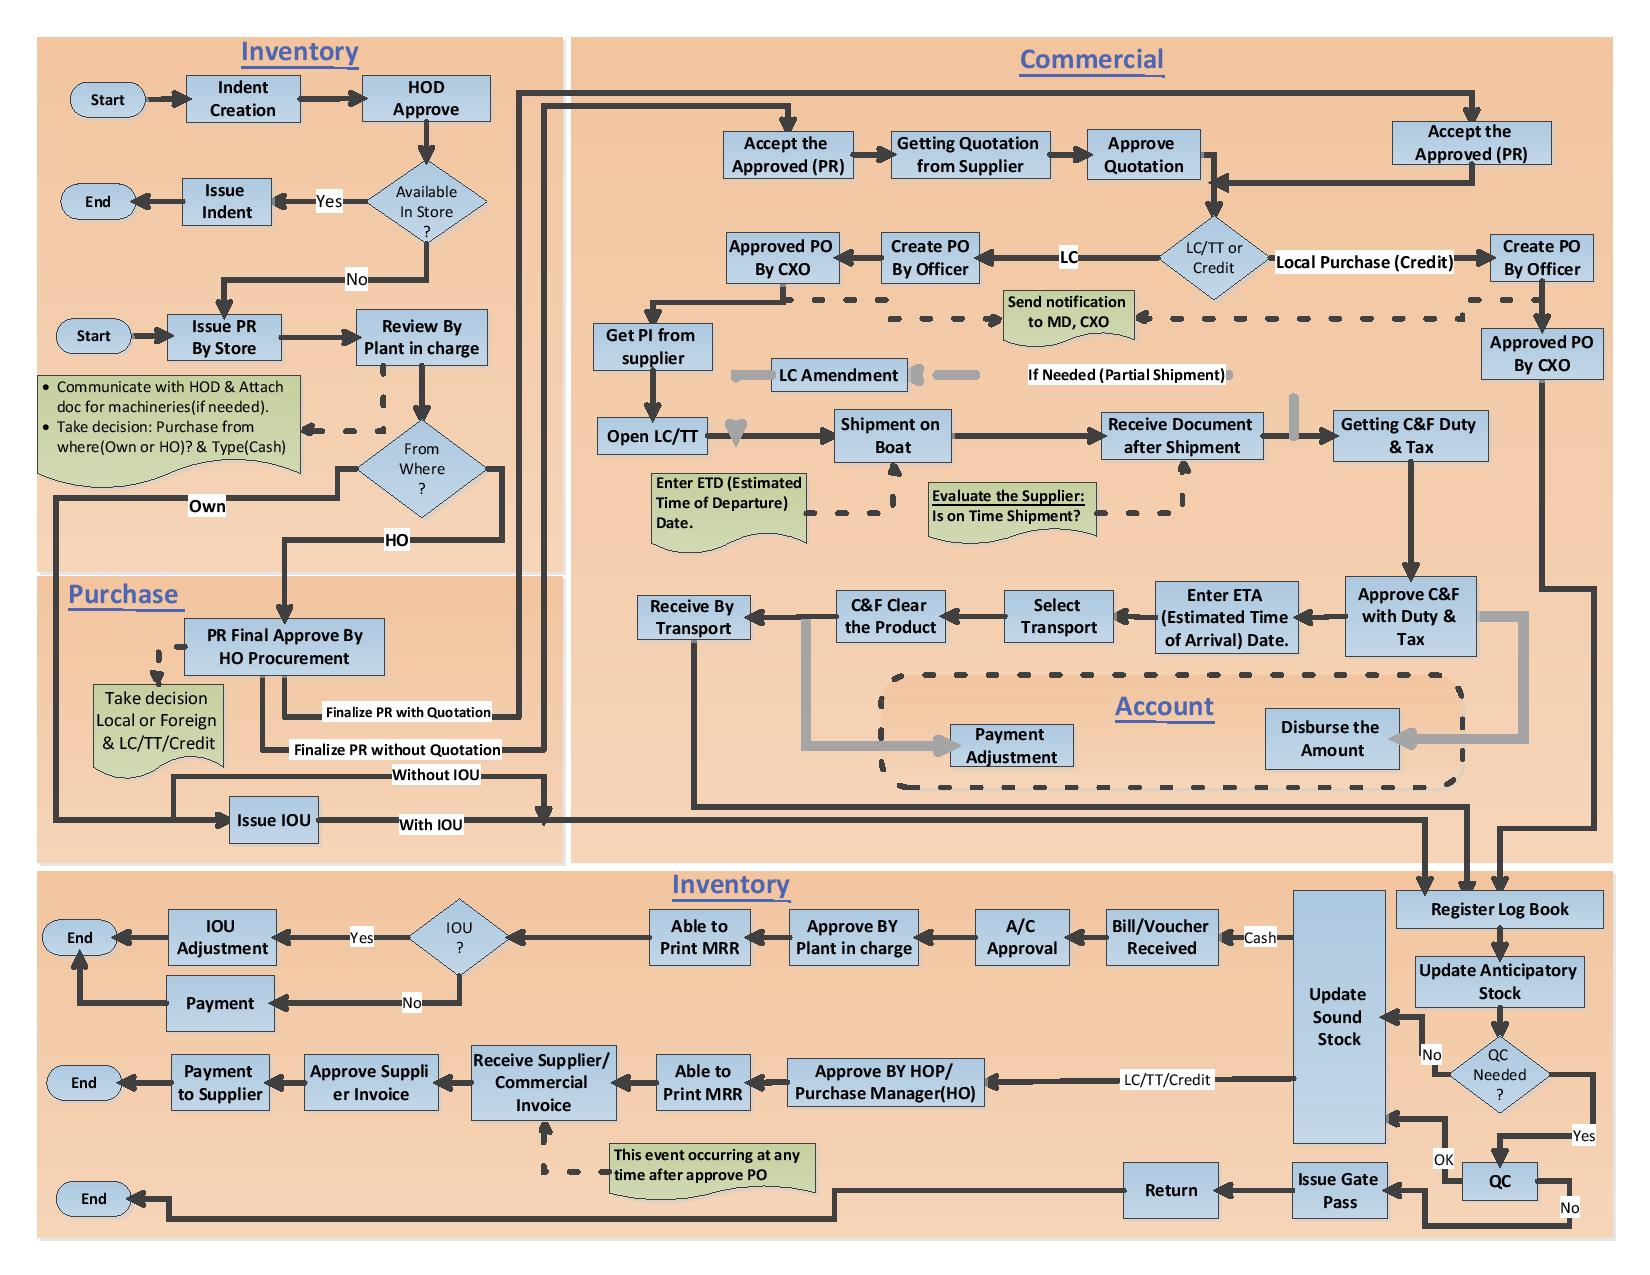 Inventory
Start
Indent
Creation
HOD
Approve
End
Issue
Indent
Yes
Available
In Store
?
No
Start
Issue PR
By Store
Review By
Plant in charge
• Communicate with HOD & Attach
doc for machineries(if needed).
• Take decision: Purchase from
where(Own or HO)? & Type(Cash)
From
Where
?
Own
HO
Purchase
PR Final Approve By
HO Procurement
Take decision
Local or Foreign
& LC/TT/Credit
Finalize PR with Quotation
Finalize PR without Quotation
Without IOU
Issue IOU
With IOU
Commercial
Accept the
Approved (PR)
Getting Quotation
from Supplier
Approve
Quotation
Accept the
Approved (PR)
Approved PO
By CXO
Create PO
By Officer
LC
LC/TT or
Credit
Local Purchase (Credit)
Create PO
By Officer
Send notification
to MD, CXO
Get PI from
supplier
Approved PO
By CXO
LC Amendment
If Needed (Partial Shipment)
Open LC/TT
Shipment on
Boat
Receive Document
after Shipment
Getting C&F Duty
& Tax
Enter ETD (Estimated
Time of Departure)
Date.
Evaluate the Supplier:
Is on Time Shipment?
Receive By
Transport
C&F Clear
the Product
Select
Transport
Enter ETA
(Estimated Time
of Arrival) Date.
Approve C&F
with Duty &
Tax
Account
Payment
Adjustment
Disburse the
Amount
Inventory
End
IOU
Adjustment
Yes
IOU
?
Able to
Print MRR
Approve BY
Plant in charge
A/C
Approval
Bill/Voucher
Received
Cash
Register Log Book
Update Anticipatory
Stock
Payment
No
Update
Sound
Stock
No
QC
Needed
?
End
Payment
to Supplier
Approve Suppli
er Invoice
Receive Supplier/
Commercial
Invoice
Able to
Print MRR
Approve BY HOP/
Purchase Manager(HO)
LC/TT/Credit
Yes
This event occurring at any
time after approve PO
OK
End
Return
Issue Gate
Pass
QC
No